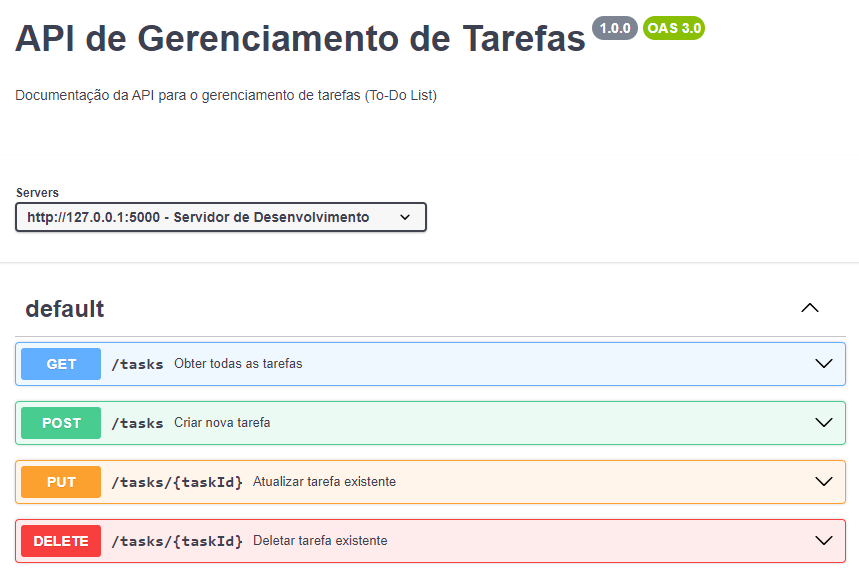 API de Gerenciamento de Tarefas 1.0.0 OAS 3.0
Documentação da API para o gerenciamento de tarefas (To-Do List)
Servers
http://127.0.0.1:5000 - Servidor de Desenvolvimento
default
GET /tasks Obter todas as tarefas
POST /tasks Criar nova tarefa
PUT /tasks/{taskId} Atualizar tarefa existente
DELETE /tasks/{taskId} Deletar tarefa existente